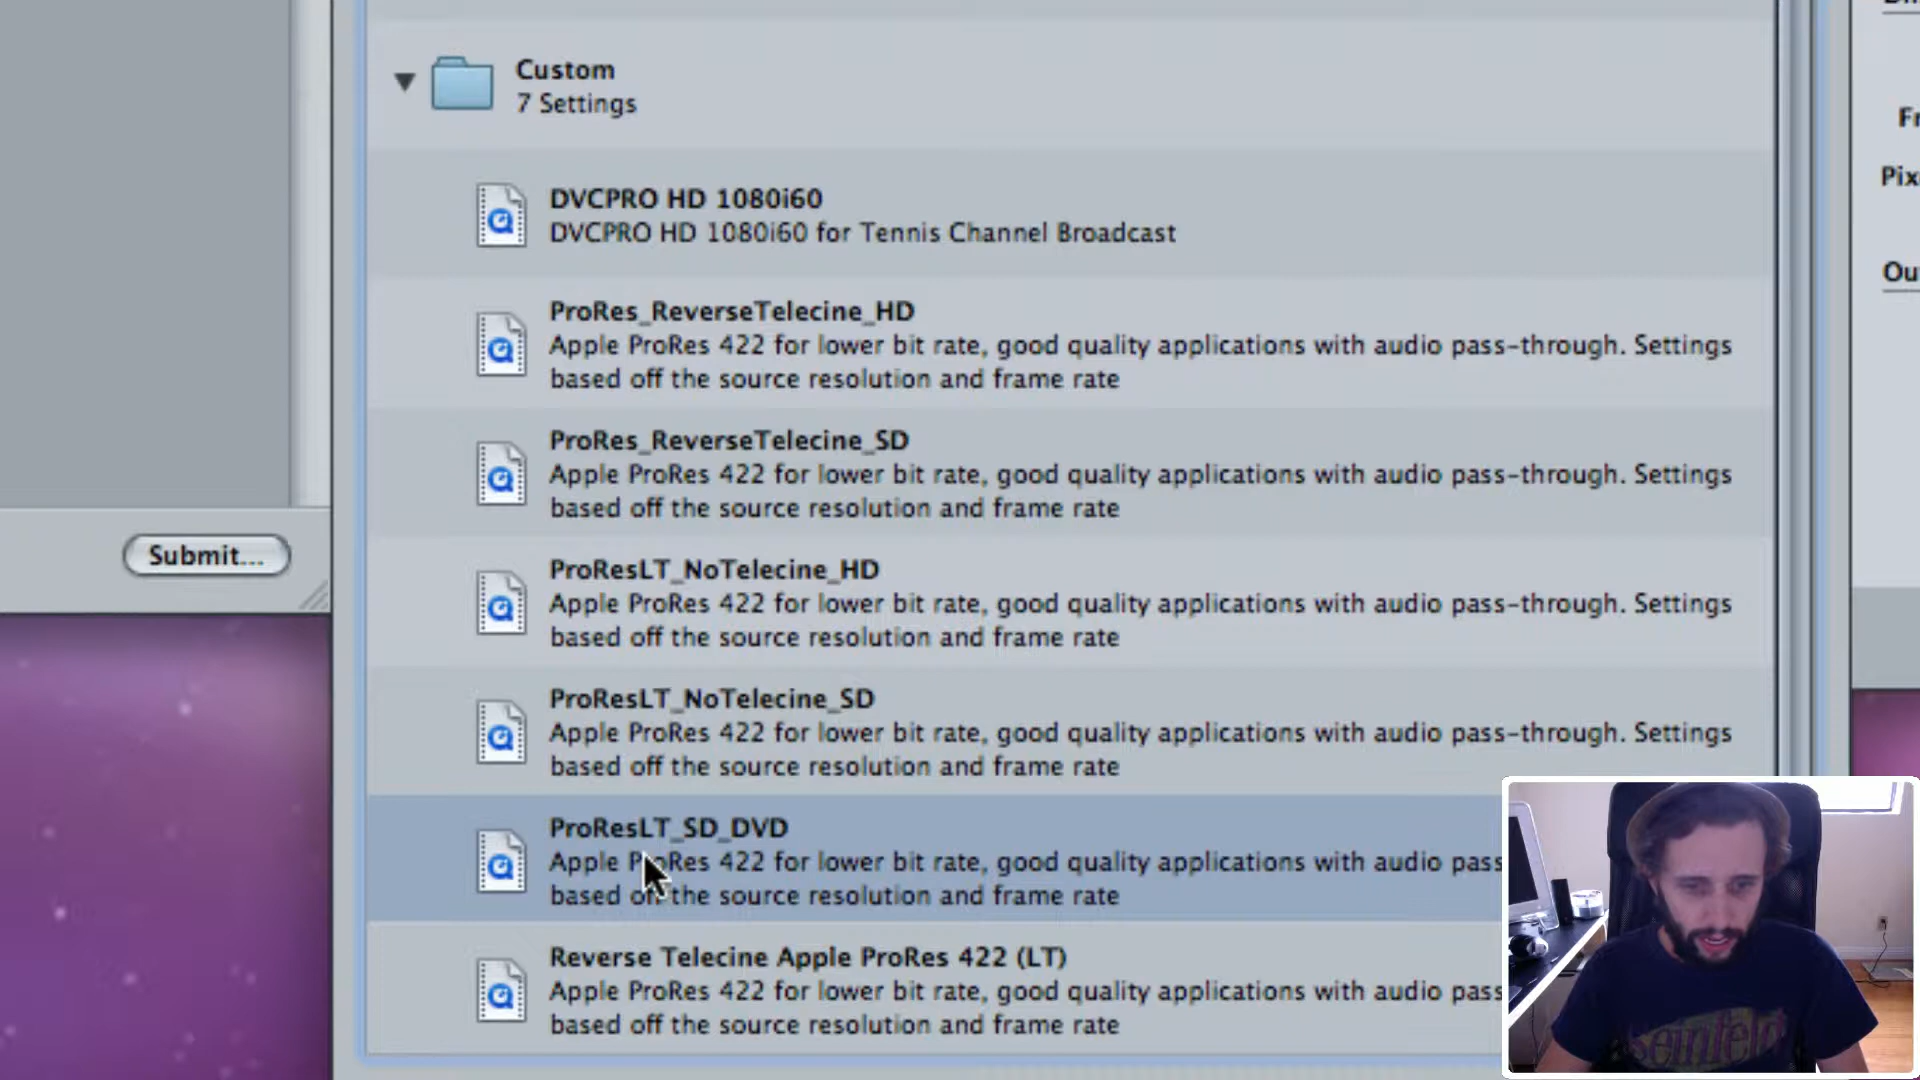 Custom
7 Settings
Fr
Pix
DVCPRO HD 1080i60
DVCPRO HD 1080i60 for Tennis Channel Broadcast
Ou
ProRes_ReverseTelecine_HD
Apple ProRes 422 for lower bit rate, good quality applications with audio pass-through. Settings
based off the source resolution and frame rate
ProRes_ReverseTelecine_SD
Apple ProRes 422 for lower bit rate, good quality applications with audio pass-through. Settings
based off the source resolution and frame rate
Submit...
ProResLT_NoTelecine_HD
Apple ProRes 422 for lower bit rate, good quality applications with audio pass-through. Settings
based off the source resolution and frame rate
ProResLT_NoTelecine_SD
Apple ProRes 422 for lower bit rate, good quality applications with audio pass-through. Settings
based off the source resolution and frame rate
ProResLT_SD_DVD
Apple ProRes 422 for lower bit rate, good quality applications with audio pass
based off the source resolution and frame rate
Reverse Telecine Apple ProRes 422 (LT)
Apple ProRes 422 for lower bit rate, good quality applications with audio pass
based off the source resolution and frame rate
seinfeld